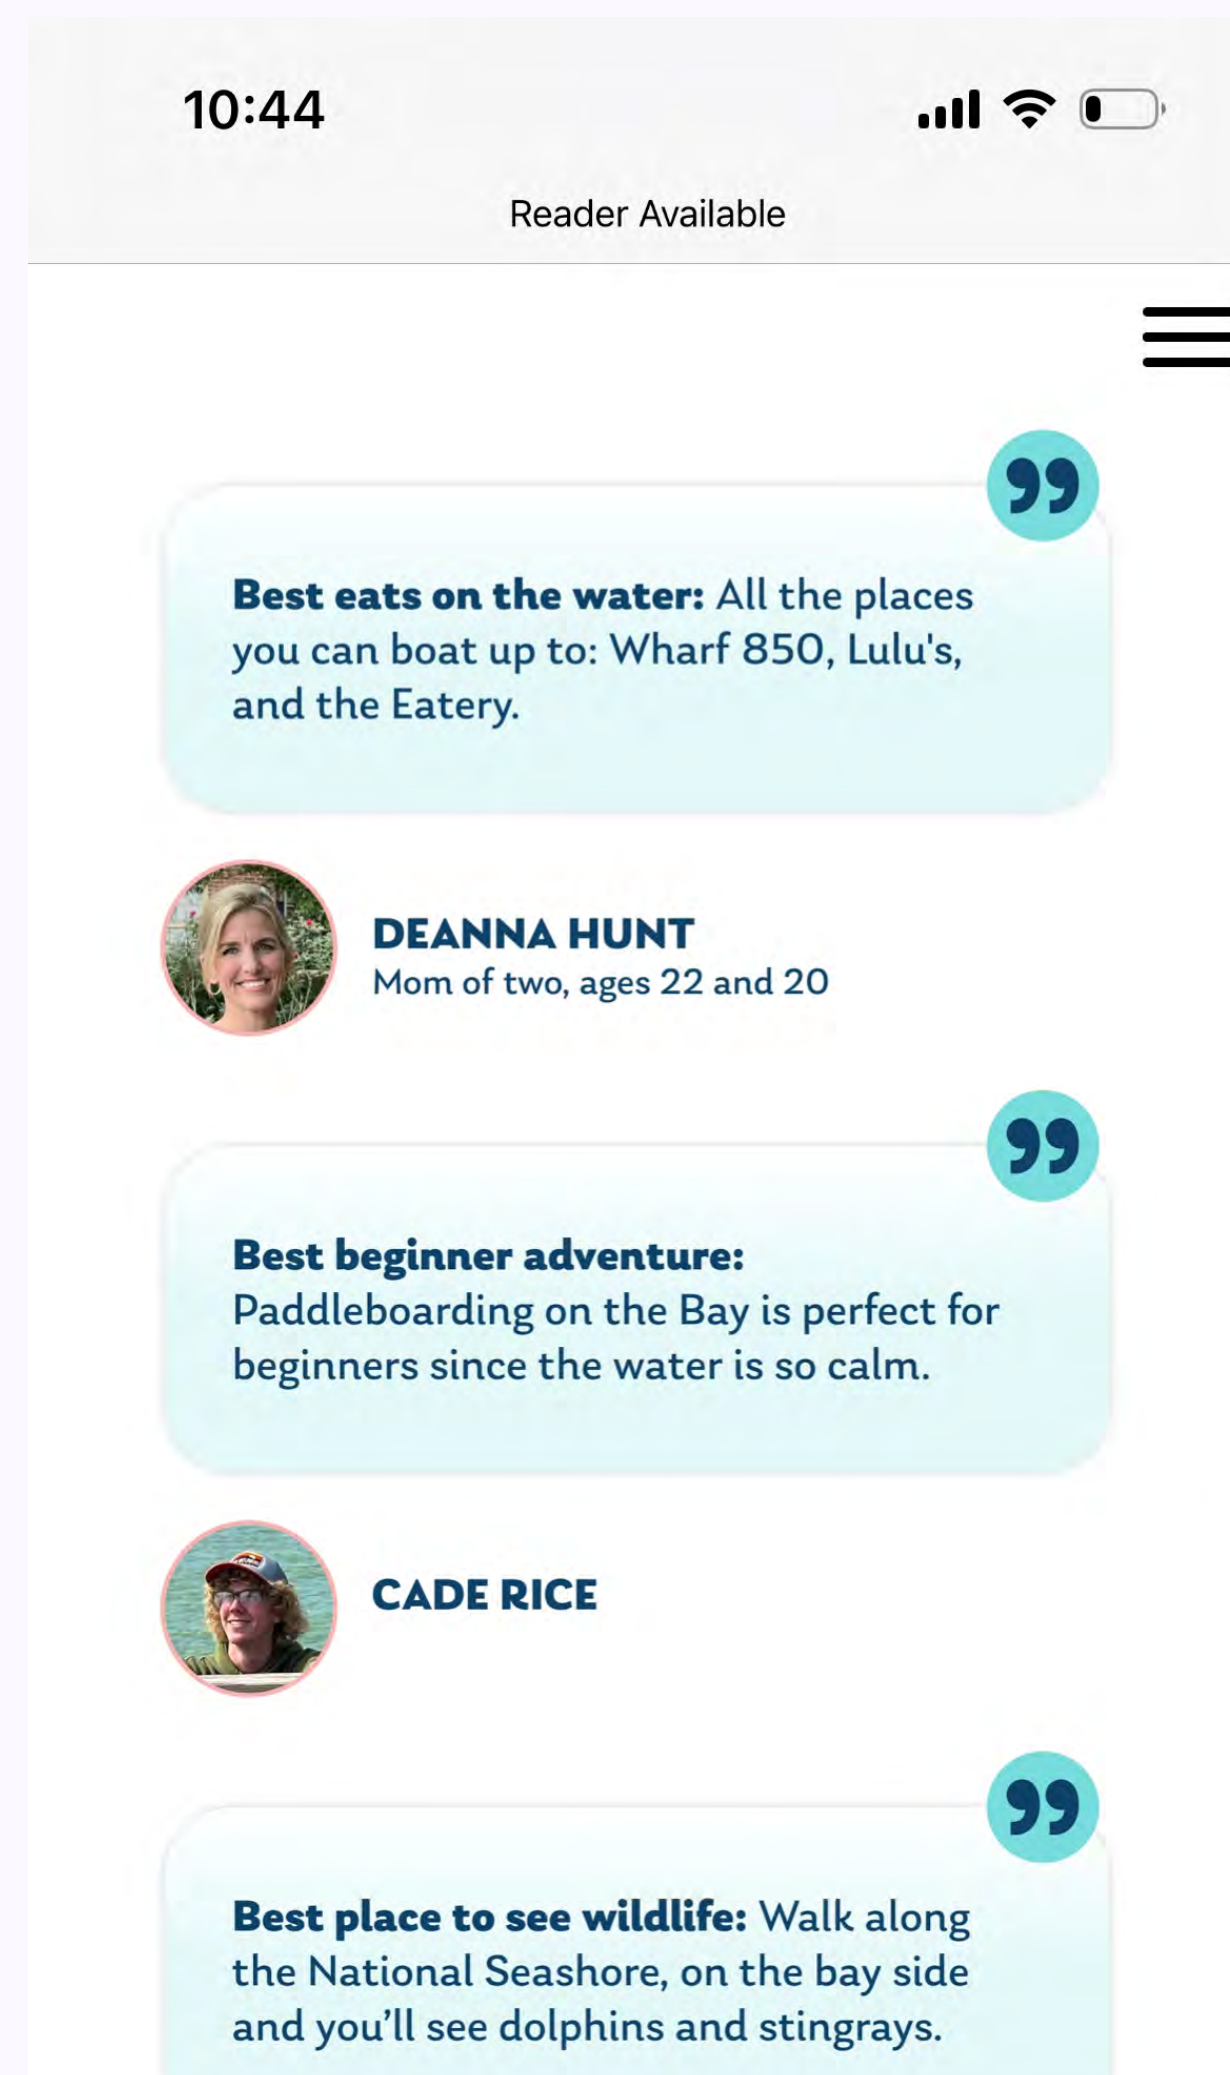 10:44
Reader Available
”
Best eats on the water: All the places
you can boat up to: Wharf 850, Lulu's,
and the Eatery.
DEANNA HUNT
Mom of two, ages 22 and 20
”
Best beginner adventure:
Paddleboarding on the Bay is perfect for
beginners since the water is so calm.
CADE RICE
”
Best place to see wildlife: Walk along
the National Seashore, on the bay side
and you’ll see dolphins and stingrays.